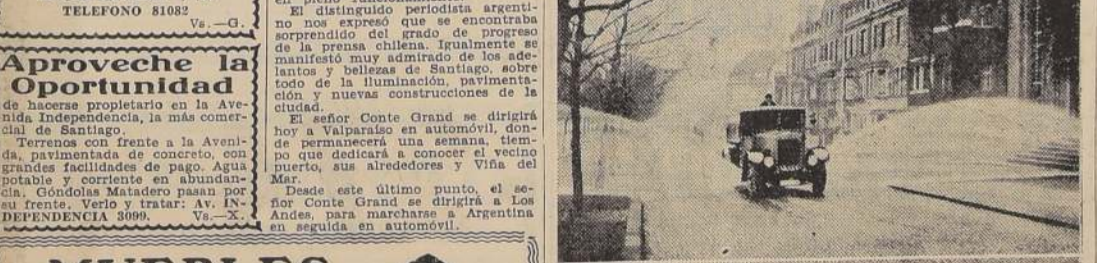 TELEFONO 81082
Vs.—G.
Aproveche la
Oportunidad
de hacerse propietario en la Ave-
nida Independencia, la más comer-
cial de Santiago.
Terrenos con frente a la Aveni-
da, pavimentada de concreto, con
grandes facilidades de pago. Agua
potable y corriente en abundan-
cia. Góndolas Matadero pasan por
su frente. Verlo y tratar: Av. IN-
DEPENDENCIA 3099. Vs.—X.
El distinguido periodista argenti-
no nos expresó que se encontraba
sorprendido del grado de progreso
de la prensa chilena. Igualmente se
manifestó muy admirado de los ade-
lantos y bellezas de Santiago, sobre
todo de la iluminación, pavimenta-
ción y nuevas construcciones de la
ciudad.
El señor Conte Grand se dirigirá
hoy a Valparaíso en automóvil, don-
de permanecerá una semana, tiem-
po que dedicará a conocer el vecino
puerto, sus alrededores y Viña del
Mar.
Desde este último punto, el se-
ñor Conte Grand se dirigirá a Los
Andes, para marcharse a Argentina
en seguida en automóvil.